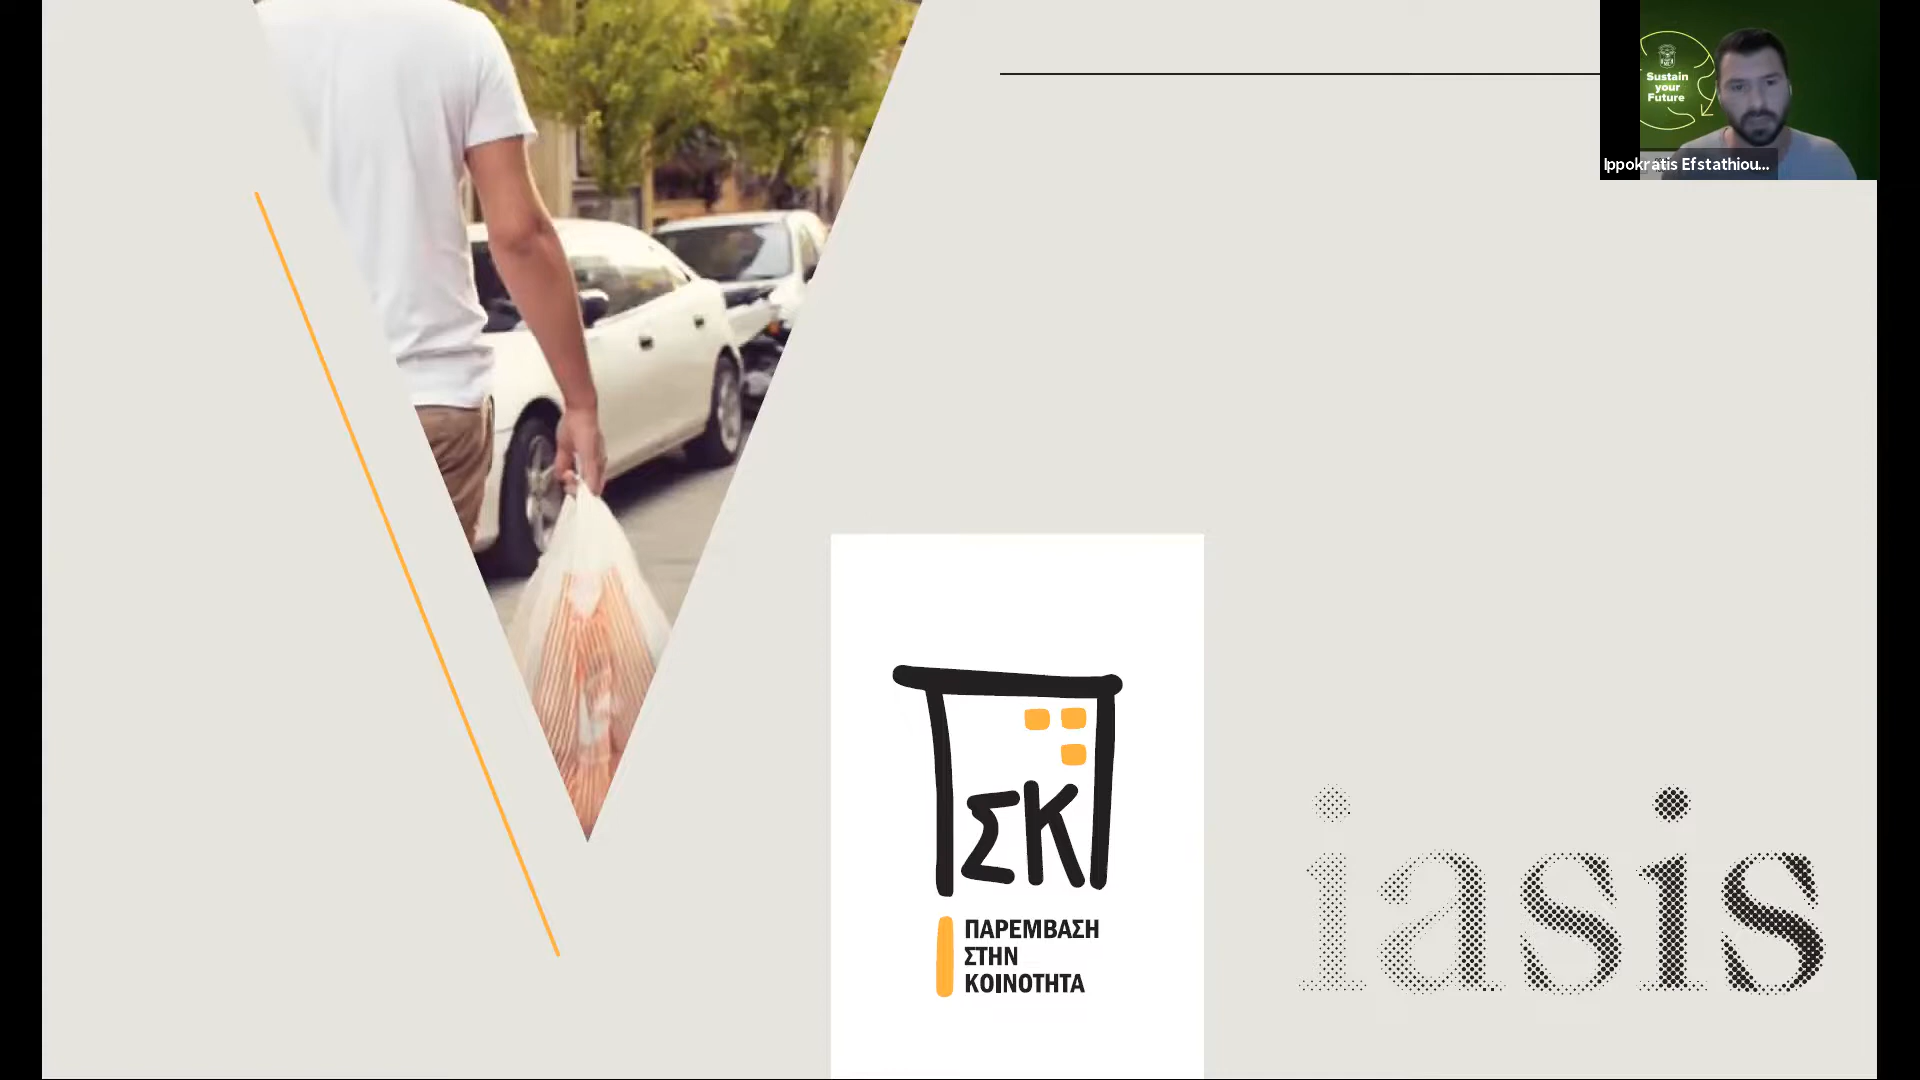 Sustain
your
Future
Ippokratis Efstathiou...
ΣΚ
ΠΑΡΕΜΒΑΣΗ
ΣΤΗΝ
ΚΟΙΝΟΤΗΤΑ
iasis